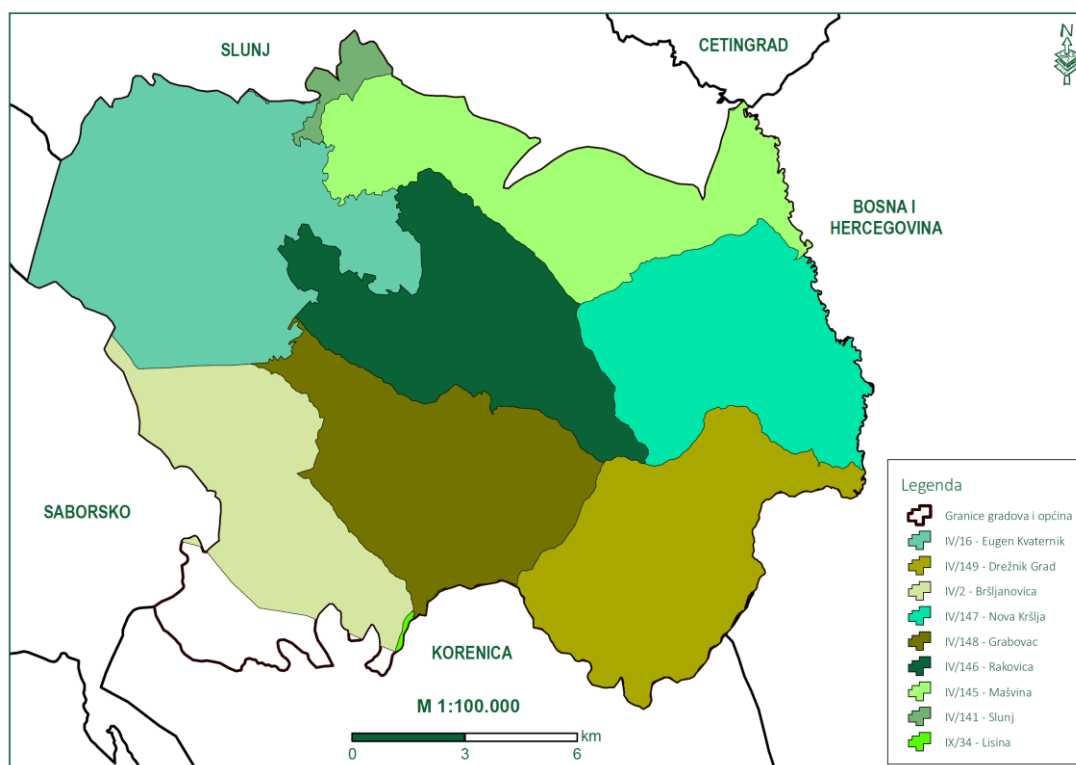 SLUNJ
CETINGRAD
N
BOSNA I
HERCEGOVINA
SABORSKO
KORENICA
M 1:100.000
km
0 3 6
Legenda
Granice gradova i općina
IV/16 - Eugen Kvaternik
IV/149 - Drežnik Grad
IV/2 - Bršljanovica
IV/147 - Nova Kršlja
IV/148 - Grabovac
IV/146 - Rakovica
IV/145 - Mašvina
IV/141 - Slunj
IX/34 - Lisina